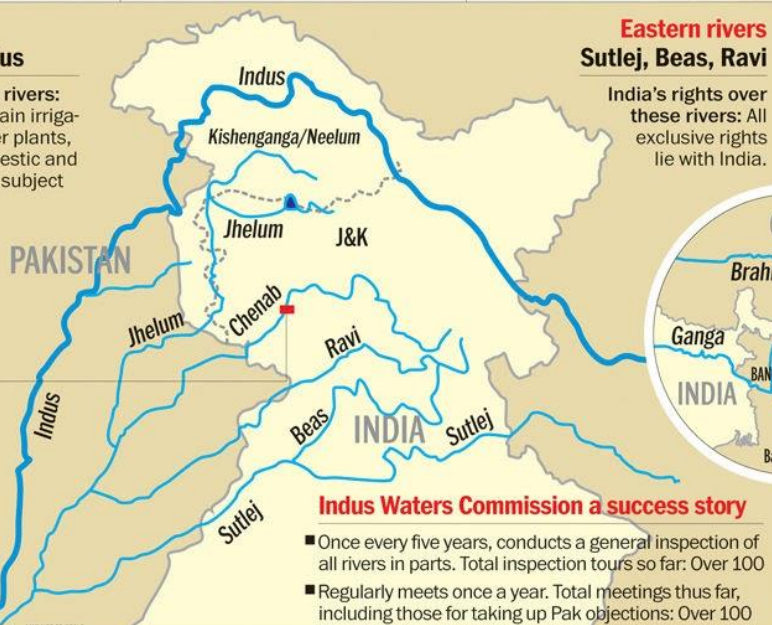 us
rivers:
ain irriga-
er plants,
estic and
subject
Eastern rivers
Sutlej, Beas, Ravi
India's rights over
these rivers: All
exclusive rights
lie with India.
Indus
Kishenganga/Neelum
Jhelum
J&K
PAKISTAN
Jhelum
Chenab
Ravi
Indus
Beas
INDIA
Sutlej
Sutlej
Brah
Ganga
BAN
INDIA
Ba
Indus Waters Commission a success story
■ Once every five years, conducts a general inspection of
all rivers in parts. Total inspection tours so far: Over 100
■ Regularly meets once a year. Total meetings thus far,
including those for taking up Pak objections: Over 100